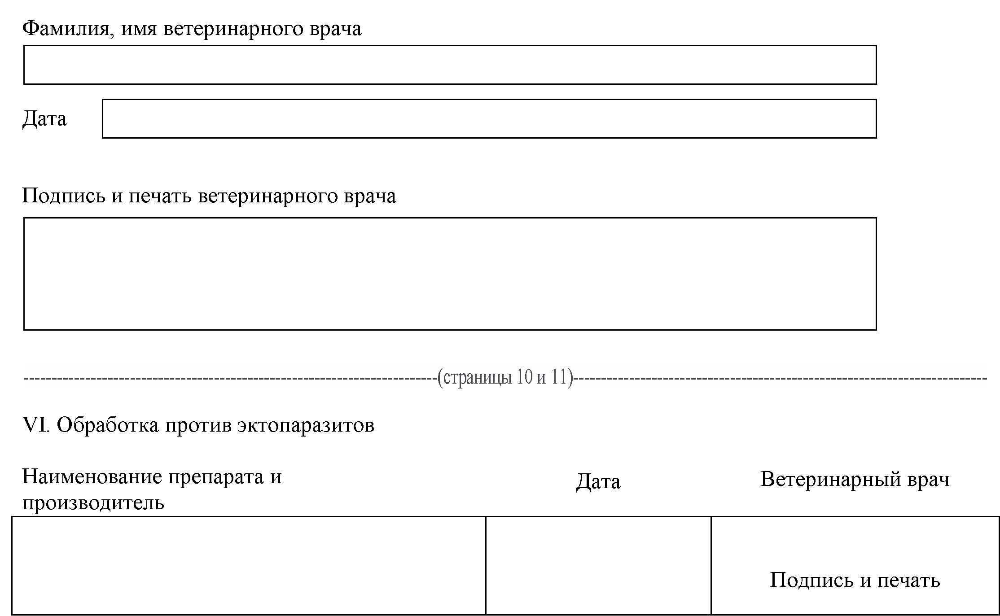 Фамилия, имя ветеринарного врача
Дата
Подпись и печать ветеринарного врача
(страницы 10 и 11)
VI. Обработка против эктопаразитов
Наименование препарата и
производитель
Дата
Ветеринарный врач
Подпись и печать